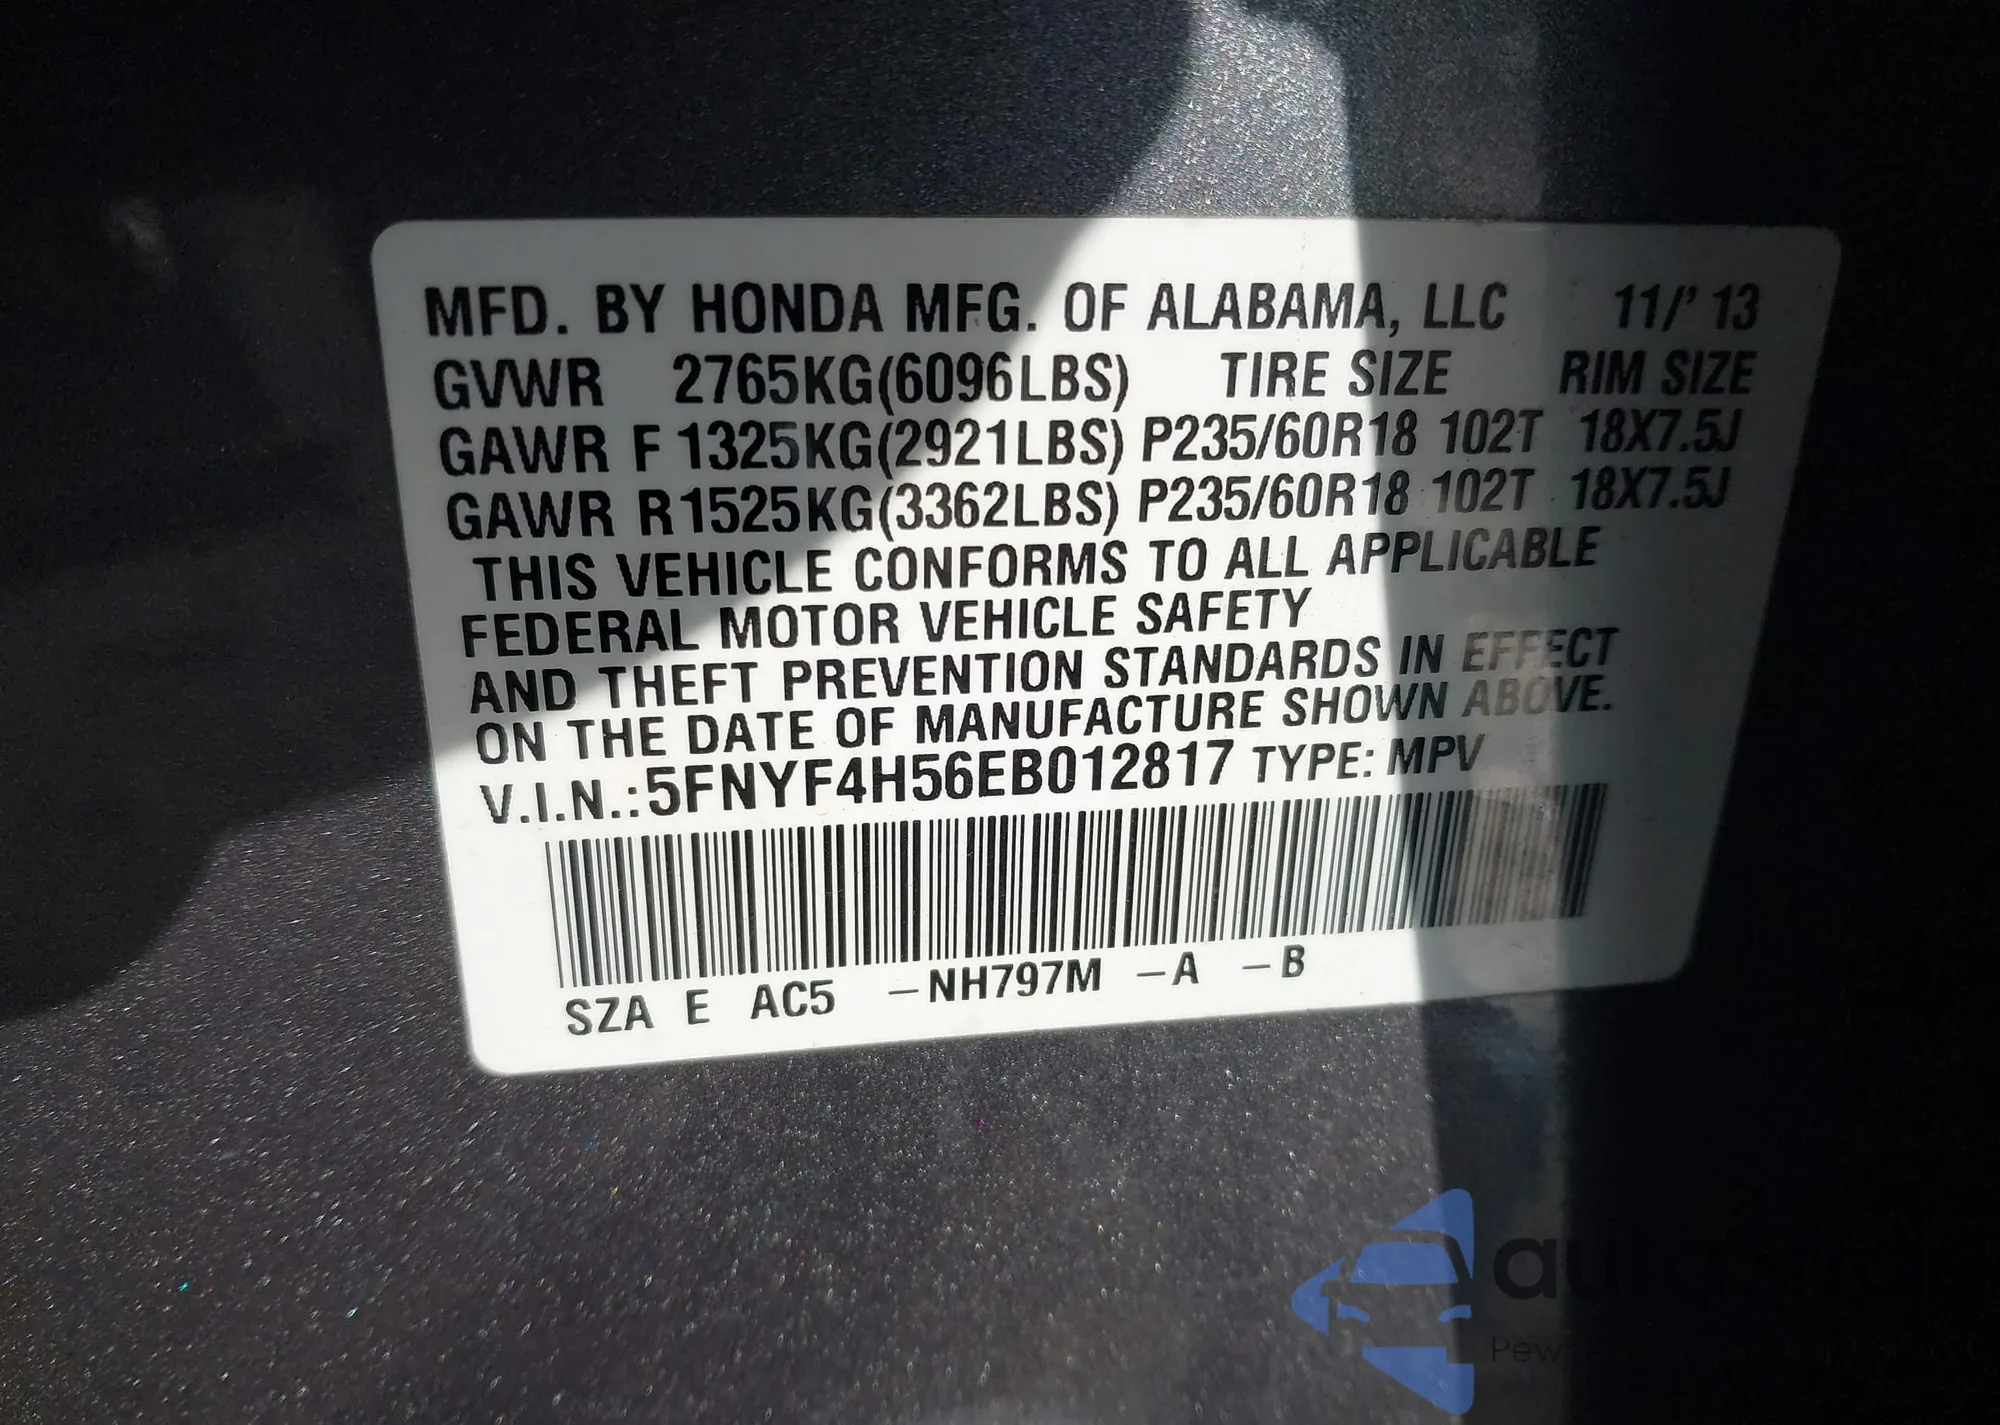 MFD. BY HONDA MFG. OF ALABAMA, LLC 11/' 13
GVWR 2765KG(6096LBS) TIRE SIZE RIM SIZE
GAWR F 1325KG(2921LBS) P235/60R18 102T 18X7.5J
GAWR R 1525KG(3362LBS) P235/60R18 102T 18X7.5J
THIS VEHICLE CONFORMS TO ALL APPLICABLE
FEDERAL MOTOR VEHICLE SAFETY
AND THEFT PREVENTION STANDARDS IN EFFECT
ON THE DATE OF MANUFACTURE SHOWN ABOVE.
V.I.N.:5FNYF4H56EB012817 TYPE: MPV
SZA E AC5 –NH797M –A –B